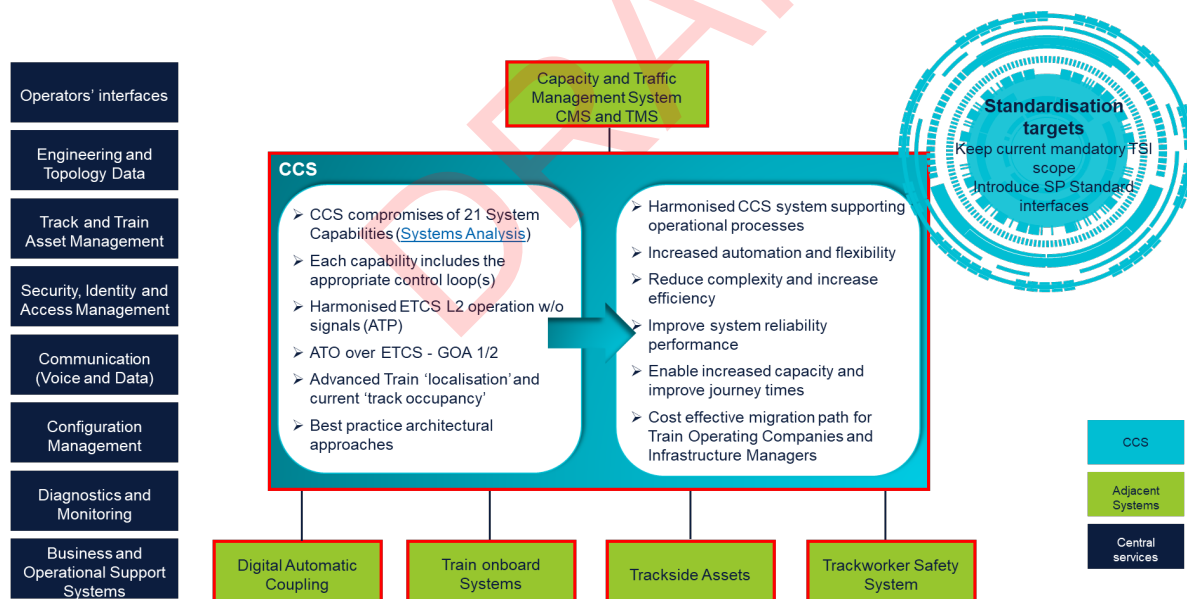 Operators' interfaces
Engineering and
Topology Data
Track and Train
Asset Management
Security, Identity and
Access Management
Communication
(Voice and Data)
Configuration
Management
Diagnostics and
Monitoring
Business and
Operational Support
Systems
Capacity and Traffic
Management System
CMS and TMS
CCS
➢ CCS compromises of 21 System
Capabilities (Systems Analysis)
➢ Each capability includes the
appropriate control loop(s)
➢ Harmonised ETCS L2 operation w/o
signals (ATP)
➢ ATO over ETCS - GOA 1/2
➢ Advanced Train 'localisation' and
current 'track occupancy'
➢ Best practice architectural
approaches
➢ Harmonised CCS system supporting
operational processes
➢ Increased automation and flexibility
➢ Reduce complexity and increase
efficiency
➢ Improve system reliability
performance
➢ Enable increased capacity and
improve journey times
➢ Cost effective migration path for
Train Operating Companies and
Infrastructure Managers
Digital Automatic
Coupling
Train onboard
Systems
Trackside Assets
Trackworker Safety
System
Standardisation
targets
Keep current mandatory TSI
scope
Introduce SP Standard
interfaces
CCS
Adjacent
Systems
Central
services